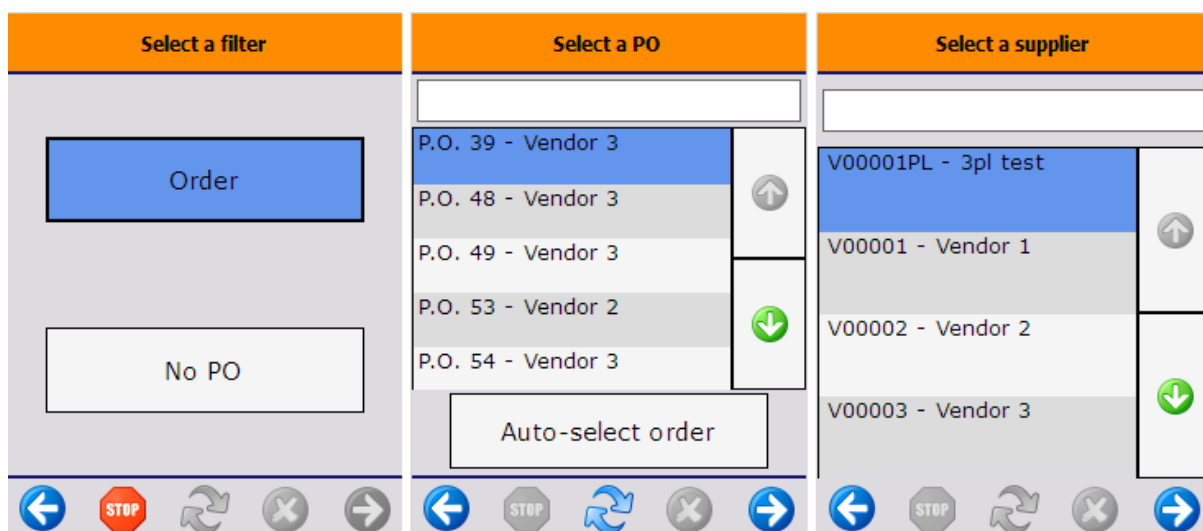 Select a filter
Order
No PO
STOP
Select a PO
P.O. 39 - Vendor 3
P.O. 48 - Vendor 3
P.O. 49 - Vendor 3
P.O. 53 - Vendor 2
P.O. 54 - Vendor 3
Auto-select order
STOP
Select a supplier
V00001PL - 3pl test
V00001 - Vendor 1
V00002 - Vendor 2
V00003 - Vendor 3
STOP